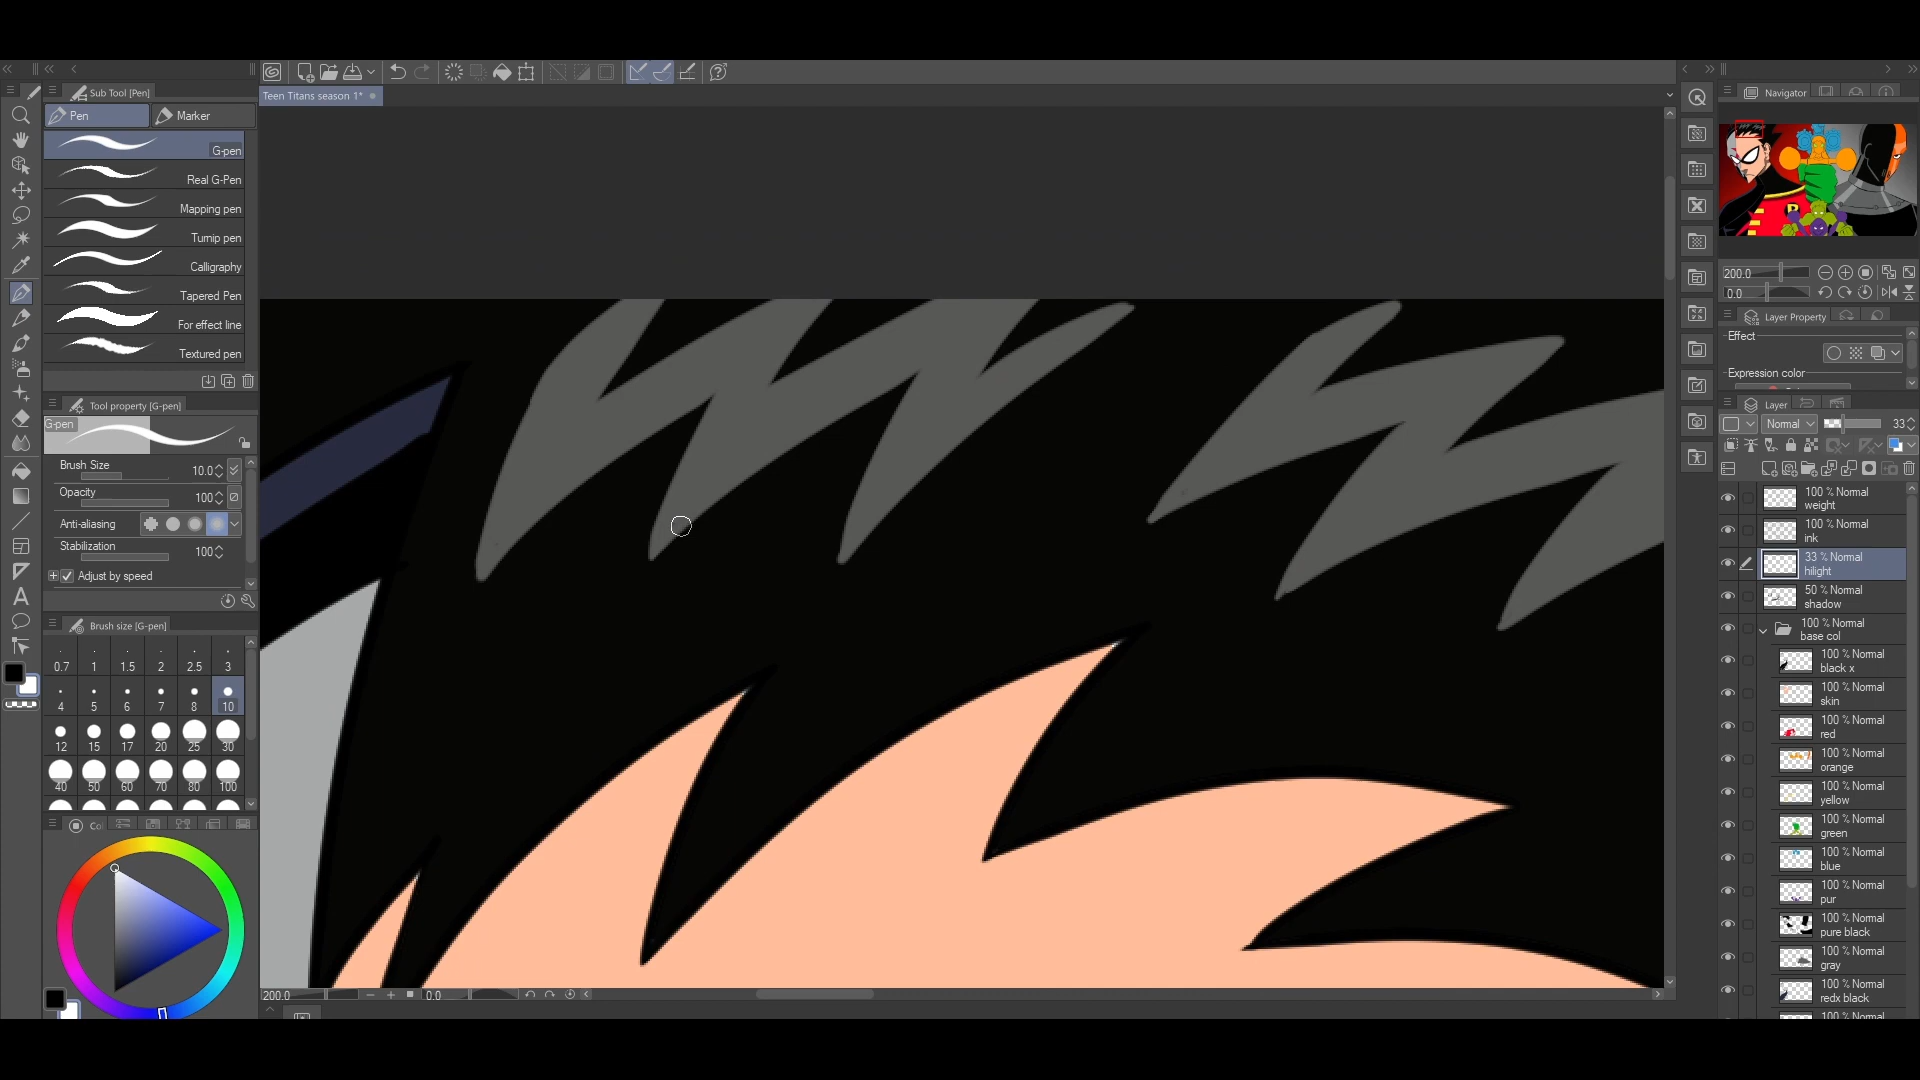 Sub Tool [Pen]
Teen Titans season 1*
Navigator
Pen
Marker
G-pen
Real G-Pen
Mapping pen
Turnip pen
Calligraphy
Tapered Pen
For effect line
Textured pen
Tool property [G-pen]
G-pen
Brush Size
10.0
Opacity
100
Anti-aliasing
Stabilization
100
Adjust by speed
Brush size [G-pen]
0.7 1 1.5 2 2.5 3
4 5 6 7 8 10
12 15 17 20 25 30
40 50 60 70 80 100
Co
200.0
0.0
200.0
0.0
Layer Property
Effect
Expression color
Layer
Normal
33
100 % Normal
weight
100 % Normal
ink
33 % Normal
hilight
50 % Normal
shadow
100 % Normal
base col
100 % Normal
black x
100 % Normal
skin
100 % Normal
red
100 % Normal
orange
100 % Normal
yellow
100 % Normal
green
100 % Normal
blue
100 % Normal
pur
100 % Normal
pure black
100 % Normal
gray
100 % Normal
redx black
100 % Normal